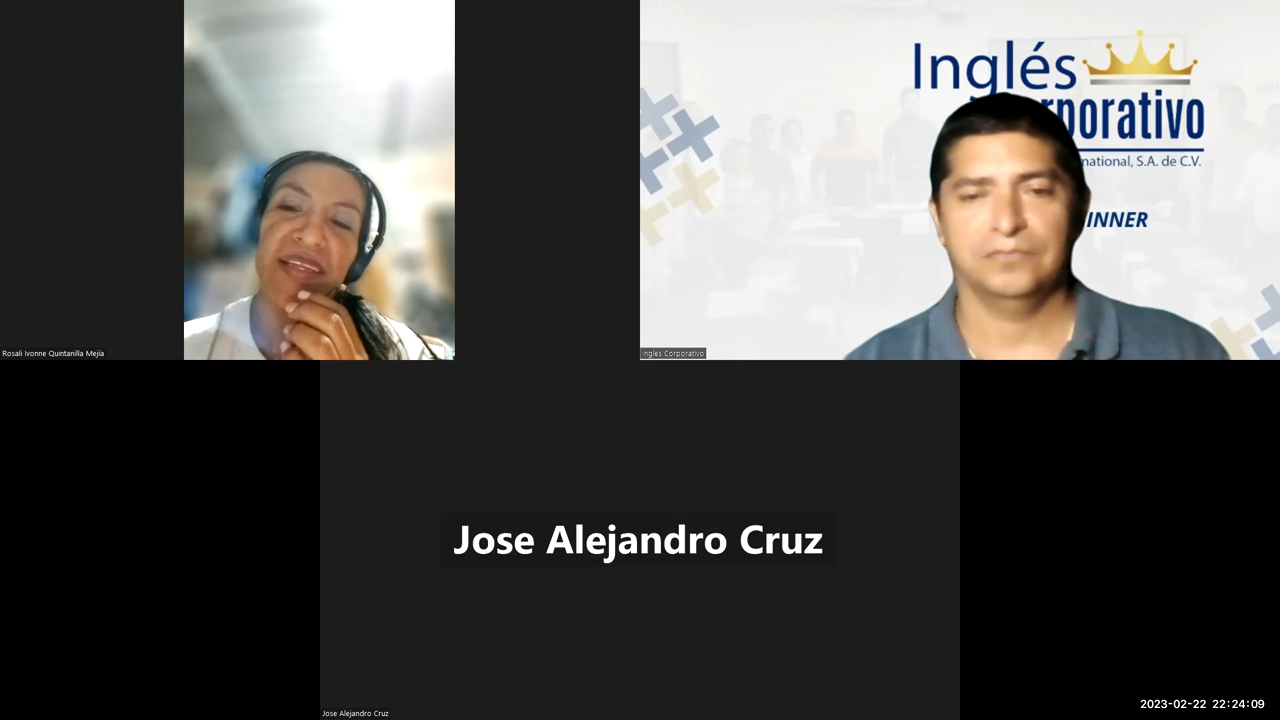 Inglés
porativo
national, S.A. de C.V.
INNER
Rosali Ivonne Quintanilla Mejía
Ingles Corporativo
Jose Alejandro Cruz
Jose Alejandro Cruz
2023-02-22 22:24:09